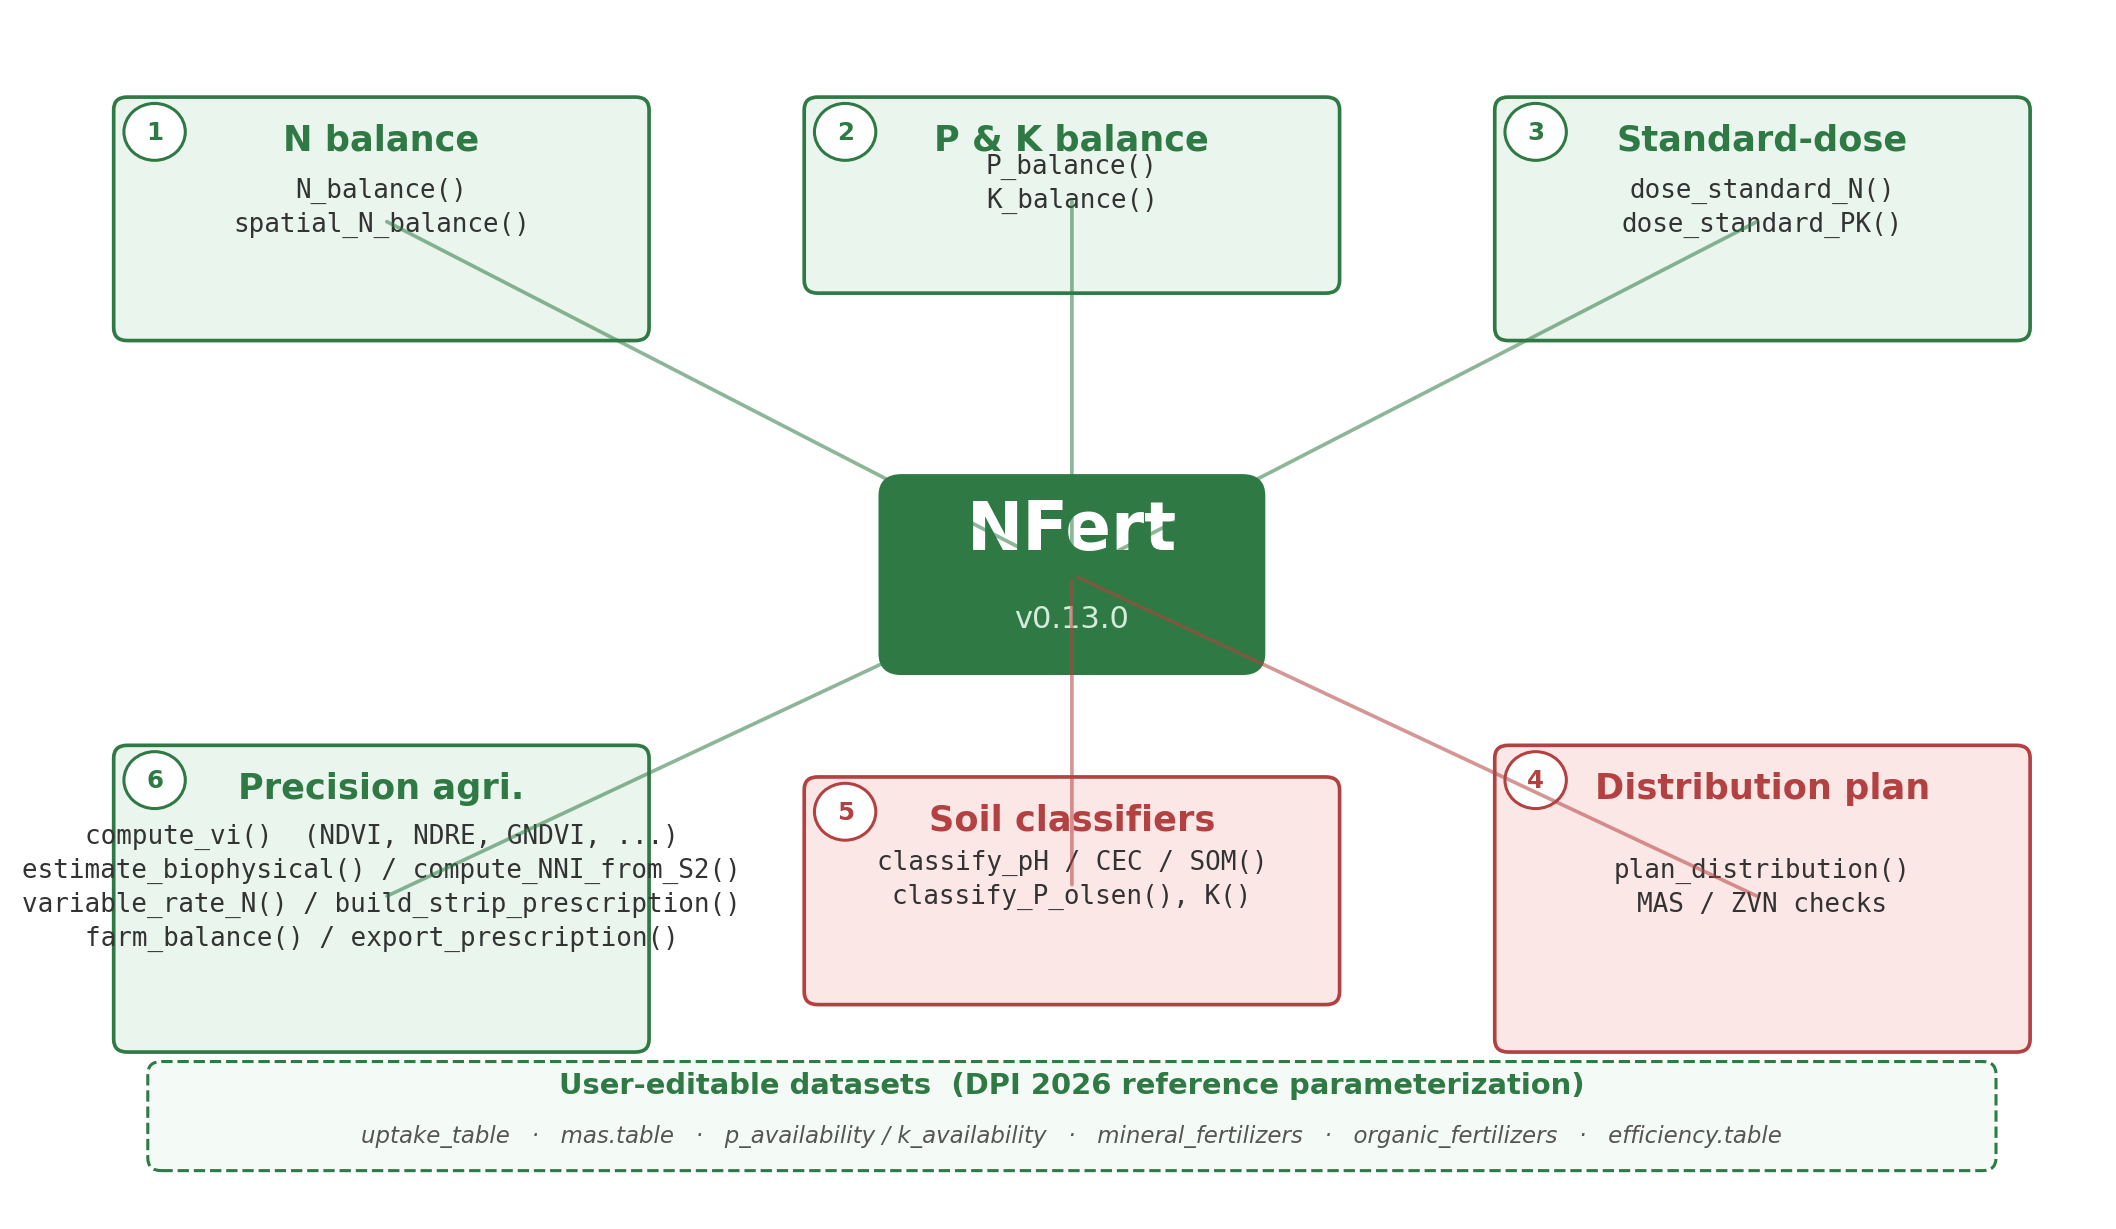 1
N balance
N_balance()
spatial_N_balance()
2
P & K balance
P_balance()
K_balance()
3
Standard-dose
dose_standard_N()
dose_standard_PK()
NFert
v0.13.0
6
Precision agri.
compute_vi()  (NDVI, NDRE, GNDVI, ...)
estimate_biophysical() / compute_NNI_from_S2()
variable_rate_N() / build_strip_prescription()
farm_balance() / export_prescription()
5
Soil classifiers
classify_pH / CEC / SOM()
classify_P_olsen(), K()
4
Distribution plan
plan_distribution()
MAS / ZVN checks
User-editable datasets  (DPI 2026 reference parameterization)
uptake_table · mas.table · p_availability / k_availability · mineral_fertilizers · organic_fertilizers · efficiency.table